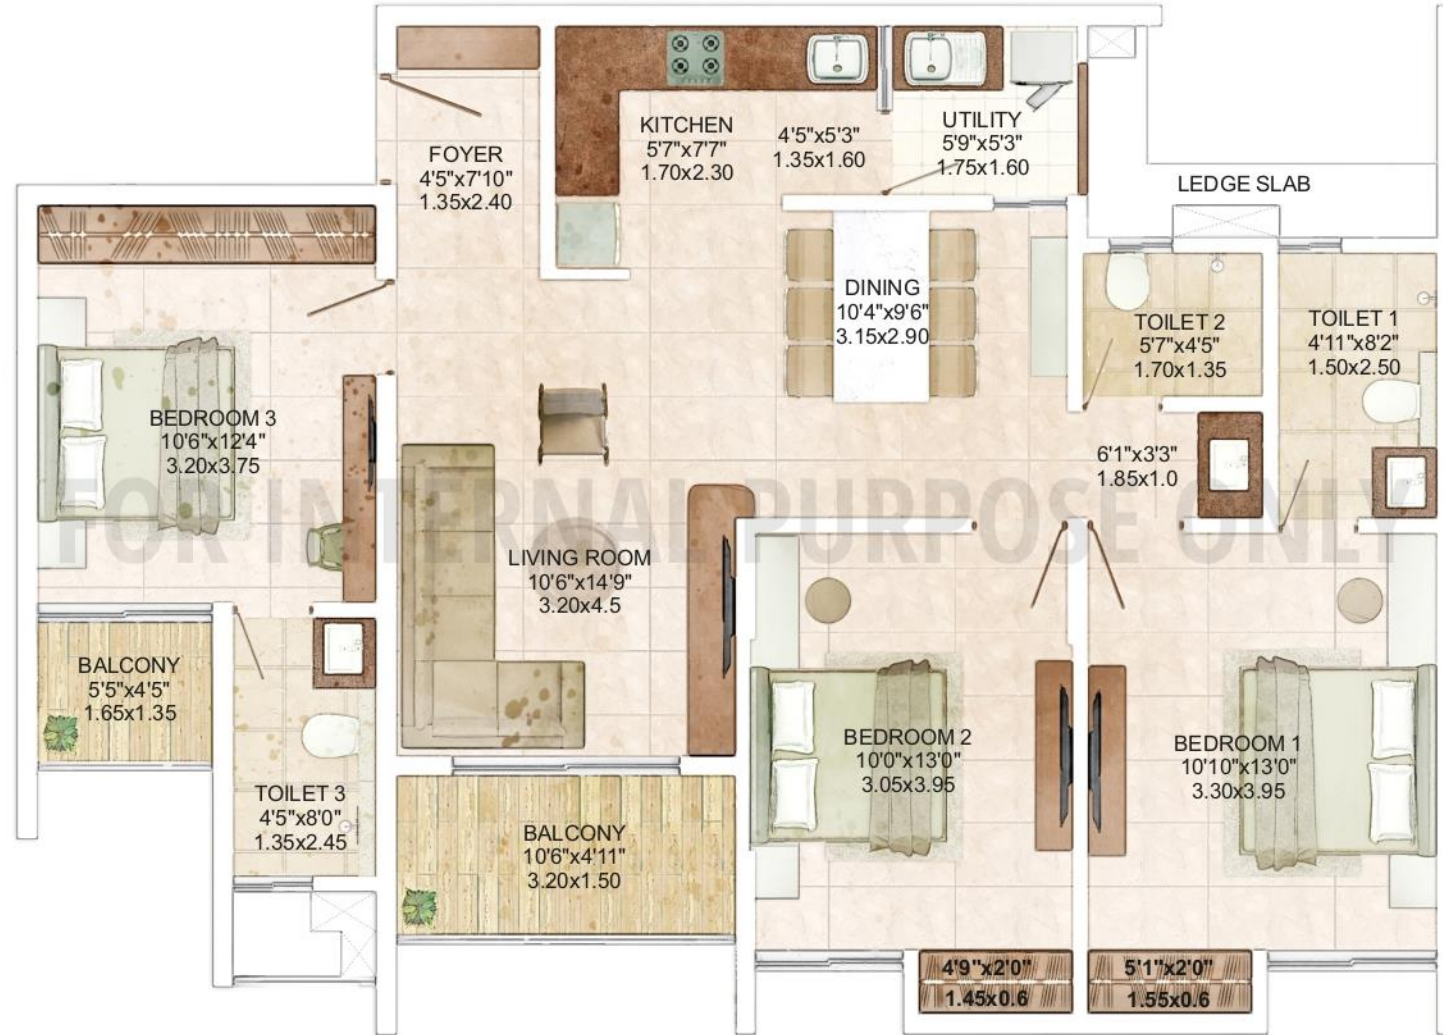 KITCHEN
5'7"x7'7"
1.70x2.30
4'5"x5'3"
1.35x1.60
UTILITY
5'9"x5'3"
1.75x1.60
FOYER
4'5"x7'10"
1.35x2.40
LEDGE SLAB
DINING
10'4"x9'6"
3.15x2.90
TOILET 2
5'7"x4'5"
1.70x1.35
TOILET 1
4'11"x8'2"
1.50x2.50
BEDROOM 3
10'6"x12'4"
3.20x3.75
6'1"x3'3"
1.85x1.0
FOR INTERNAL PURPOSE ONLY
LIVING ROOM
10'6"x14'9"
3.20x4.5
BALCONY
5'5"x4'5"
1.65x1.35
BEDROOM 2
10'0"x13'0"
3.05x3.95
BEDROOM 1
10'10"x13'0"
3.30x3.95
TOILET 3
4'5"x8'0"
1.35x2.45
BALCONY
10'6"x4'11"
3.20x1.50
4'9"x2'0"
1.45x0.6
5'1"x2'0"
1.55x0.6